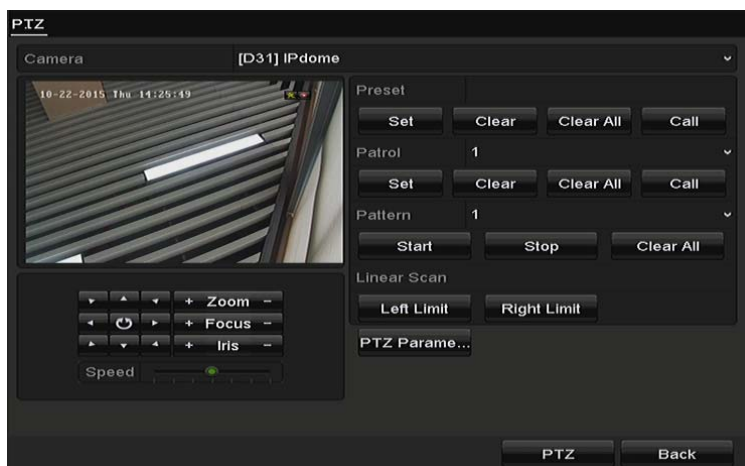 PTZ
Camera [D31] IPdome
10-22-2015 Thu 14:25:49
Preset
Set Clear Clear All Call
Patrol 1
Set Clear Clear All Call
Pattern 1
Start Stop Clear All
Linear Scan
Left Limit Right Limit
PTZ Parame...
+ Zoom -
+ Focus -
+ Iris -
Speed
PTZ Back